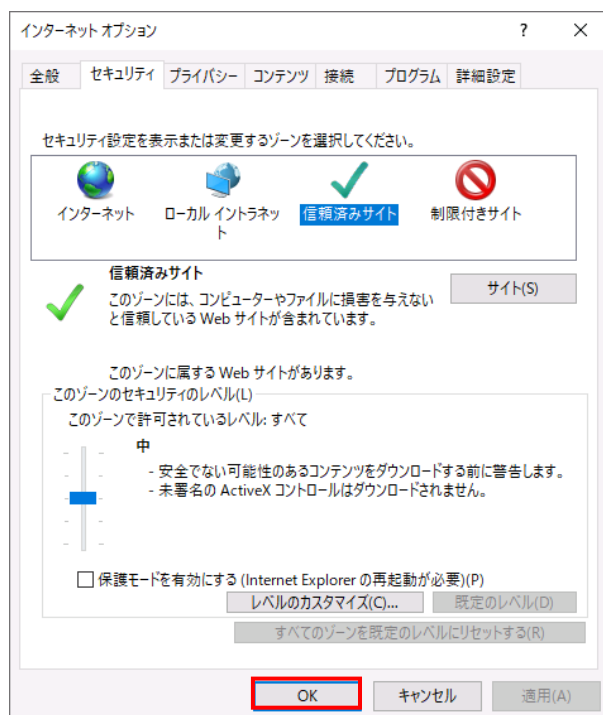 インターネット オプション ? ×
全般 セキュリティ プライバシー コンテンツ 接続 プログラム 詳細設定
セキュリティ設定を表示または変更するゾーンを選択してください。
インターネット ローカル イントラネッ 信頼済みサイト 制限付きサイト
ト
信頼済みサイト
サイト(S)
このゾーンには、コンピューターやファイルに損害を与えない
と信頼している Web サイトが含まれています。
このゾーンに属する Web サイトがあります。
このゾーンのセキュリティのレベル(L)
このゾーンで許可されているレベル: すべて
中
- 安全でない可能性のあるコンテンツをダウンロードする前に警告します。
- 未署名の ActiveX コントロールはダウンロードされません。
保護モードを有効にする (Internet Explorer の再起動が必要)(P)
レベルのカスタマイズ(C)... 既定のレベル(D)
すべてのゾーンを既定のレベルにリセットする(R)
OK キャンセル 適用(A)